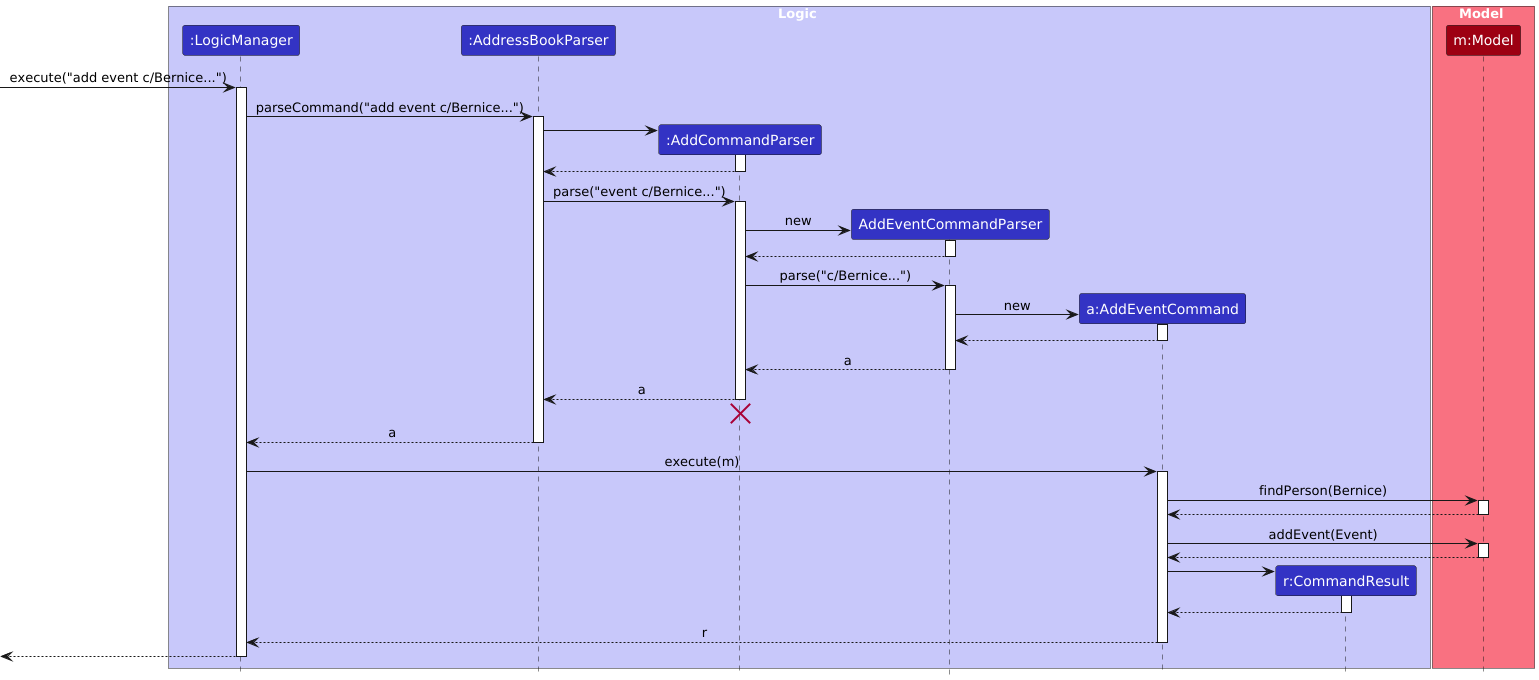 Logic
Model
:LogicManager
:AddressBookParser
m:Model
execute("add event c/Bernice...")
parseCommand("add event c/Bernice...")
:AddCommandParser
parse("event c/Bernice...")
new
AddEventCommandParser
parse("c/Bernice...")
new
a:AddEventCommand
a
a
a
execute(m)
findPerson(Bernice)
addEvent(Event)
r:CommandResult
r